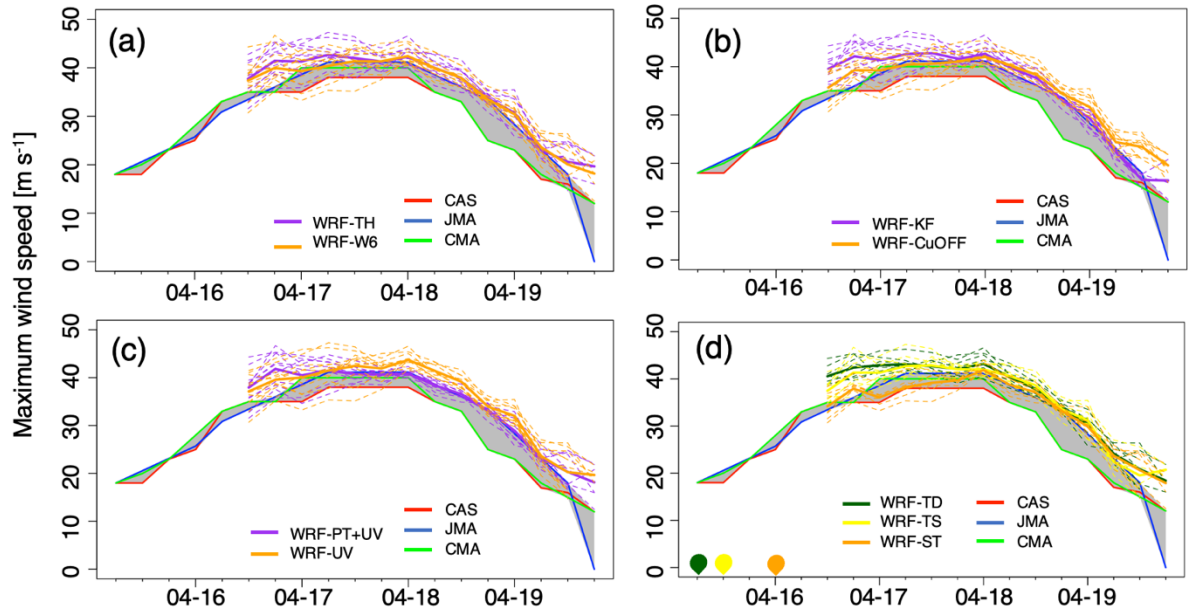 Maximum wind speed [m s⁻¹]
(a)
50
40
30
20
10
0
WRF-TH
WRF-W6
CAS
JMA
CMA
04-16 04-17 04-18 04-19
(b)
50
40
30
20
10
0
WRF-KF
WRF-CuOFF
CAS
JMA
CMA
04-16 04-17 04-18 04-19
(c)
50
40
30
20
10
0
WRF-PT+UV
WRF-UV
CAS
JMA
CMA
04-16 04-17 04-18 04-19
(d)
50
40
30
20
10
0
WRF-TD
WRF-TS
WRF-ST
CAS
JMA
CMA
04-16 04-17 04-18 04-19